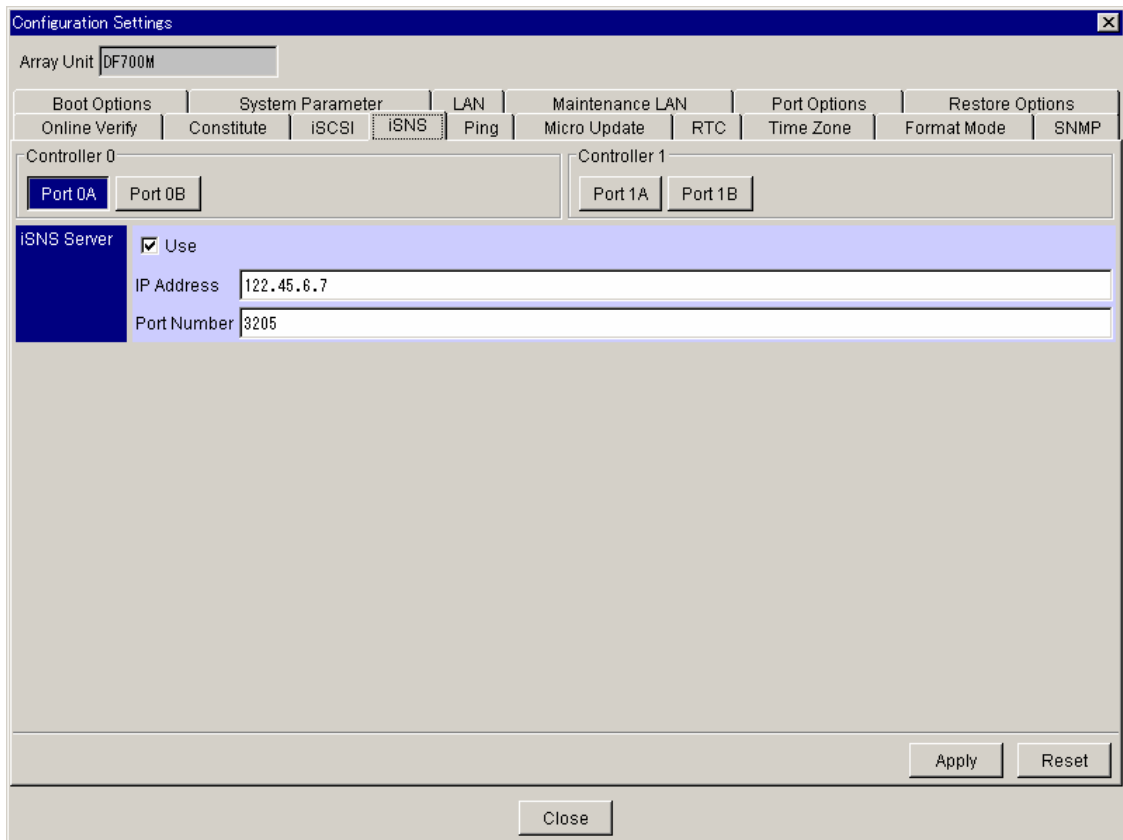 Configuration Settings
Array Unit DF700M
Boot Options System Parameter LAN Maintenance LAN Port Options Restore Options
Online Verify Constitute iSCSI iSNS Ping Micro Update RTC Time Zone Format Mode SNMP
Controller 0 Controller 1
Port 0A Port 0B Port 1A Port 1B
iSNS Server Use
IP Address 122.45.6.7
Port Number 3205
Apply Reset
Close